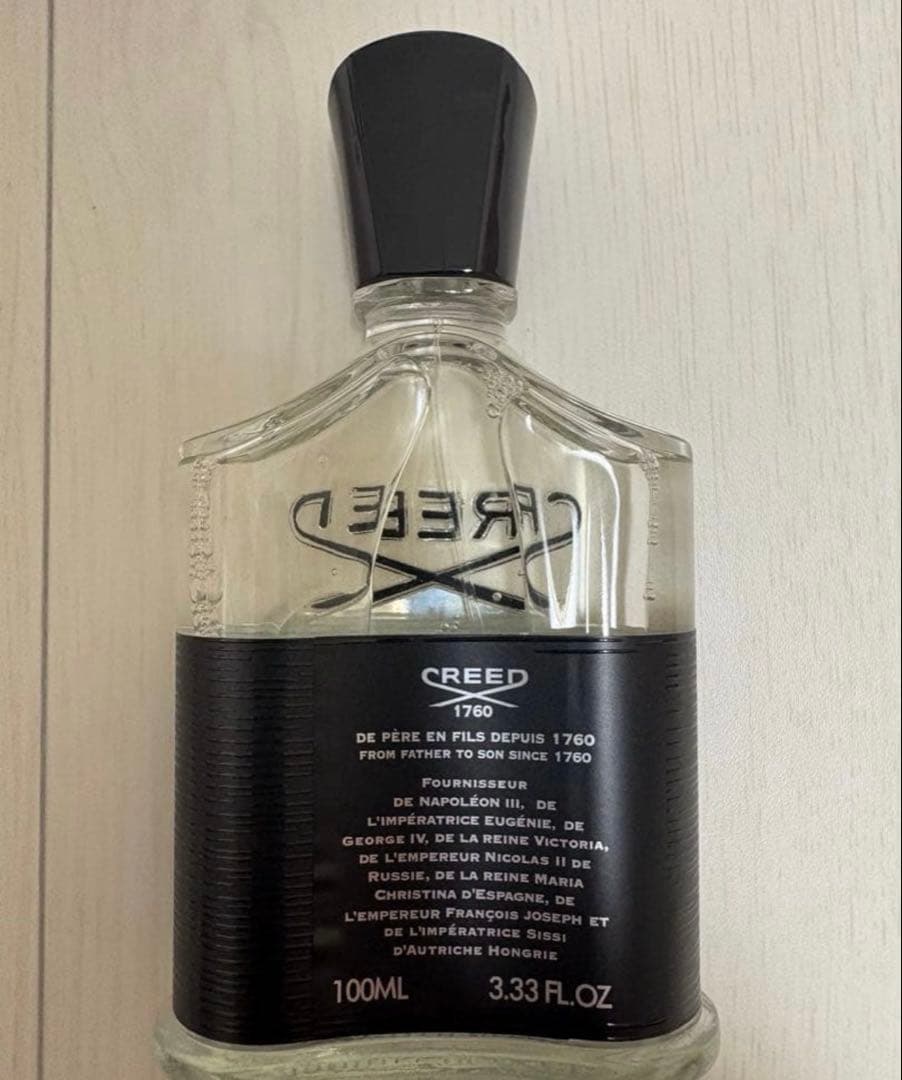 CREED
CREED
1760
DE PÈRE EN FILS DEPUIS 1760
FROM FATHER TO SON SINCE 1760
FOURNISSEUR
DE NAPOLÉON III, DE
L'IMPÉRATRICE EUGÉNIE, DE
GEORGE IV, DE LA REINE VICTORIA,
DE L'EMPEREUR NICOLAS II DE
RUSSIE, DE LA REINE MARIA
CHRISTINA D'ESPAGNE, DE
L'EMPEREUR FRANÇOIS JOSEPH ET
DE L'IMPÉRATRICE SISSI
D'AUTRICHE HONGRIE
100ML 3.33 FL.OZ